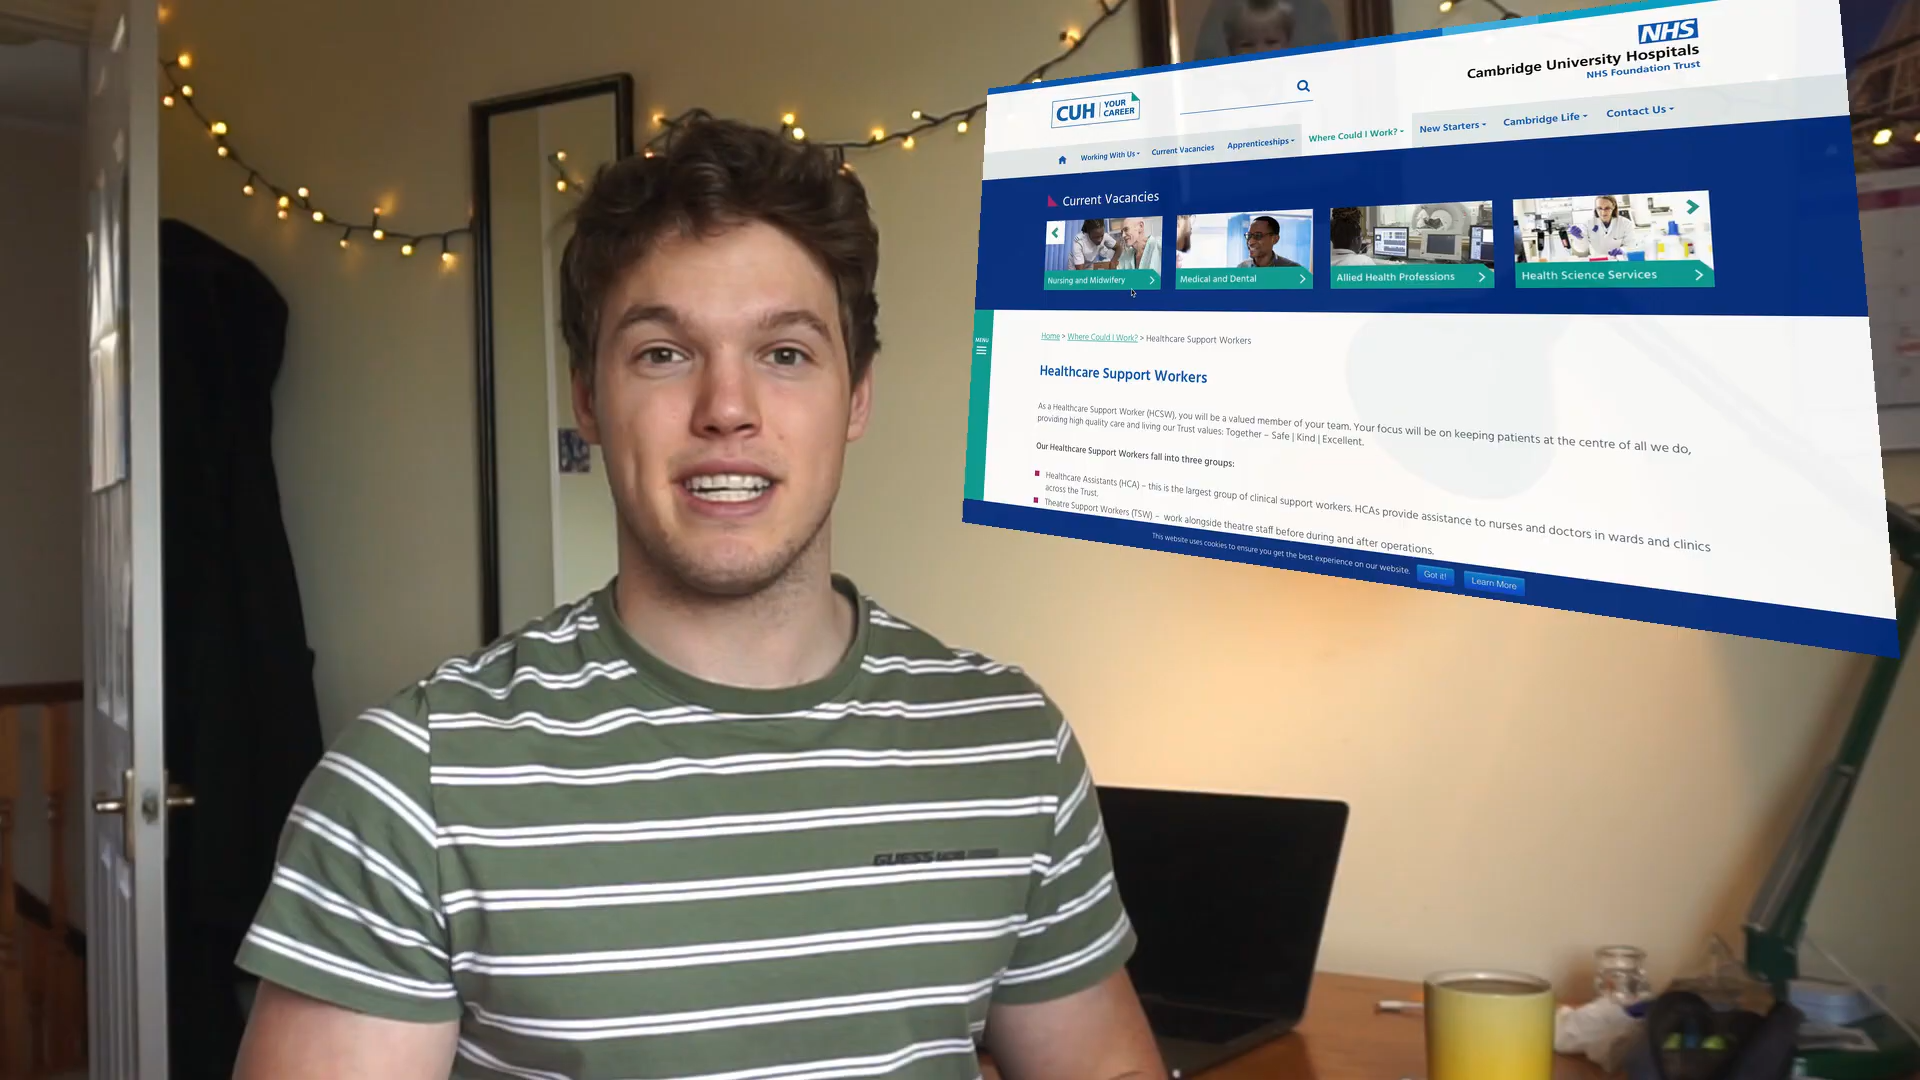 NHS
Cambridge University Hospitals
NHS Foundation Trust
CUH YOUR CAREER
Working With Us
Current Vacancies
Apprenticeships
Where Could I Work?
New Starters
Cambridge Life
Contact Us
Current Vacancies
Nursing and Midwifery
Medical and Dental
Allied Health Professions
Health Science Services
MENU
Home > Where Could I Work? > Healthcare Support Workers
Healthcare Support Workers
As a Healthcare Support Worker (HCSW), you will be a valued member of your team. Your focus will be on keeping patients at the centre of all we do,
providing high quality care and living our Trust values: Together – Safe | Kind | Excellent.
Our Healthcare Support Workers fall into three groups:
Healthcare Assistants (HCA) – this is the largest group of clinical support workers. HCAs provide assistance to nurses and doctors in wards and clinics
across the Trust.
Theatre Support Workers (TSW) – work alongside theatre staff before during and after operations.
This website uses cookies to ensure you get the best experience on our website.
Got it!
Learn More
GUESS